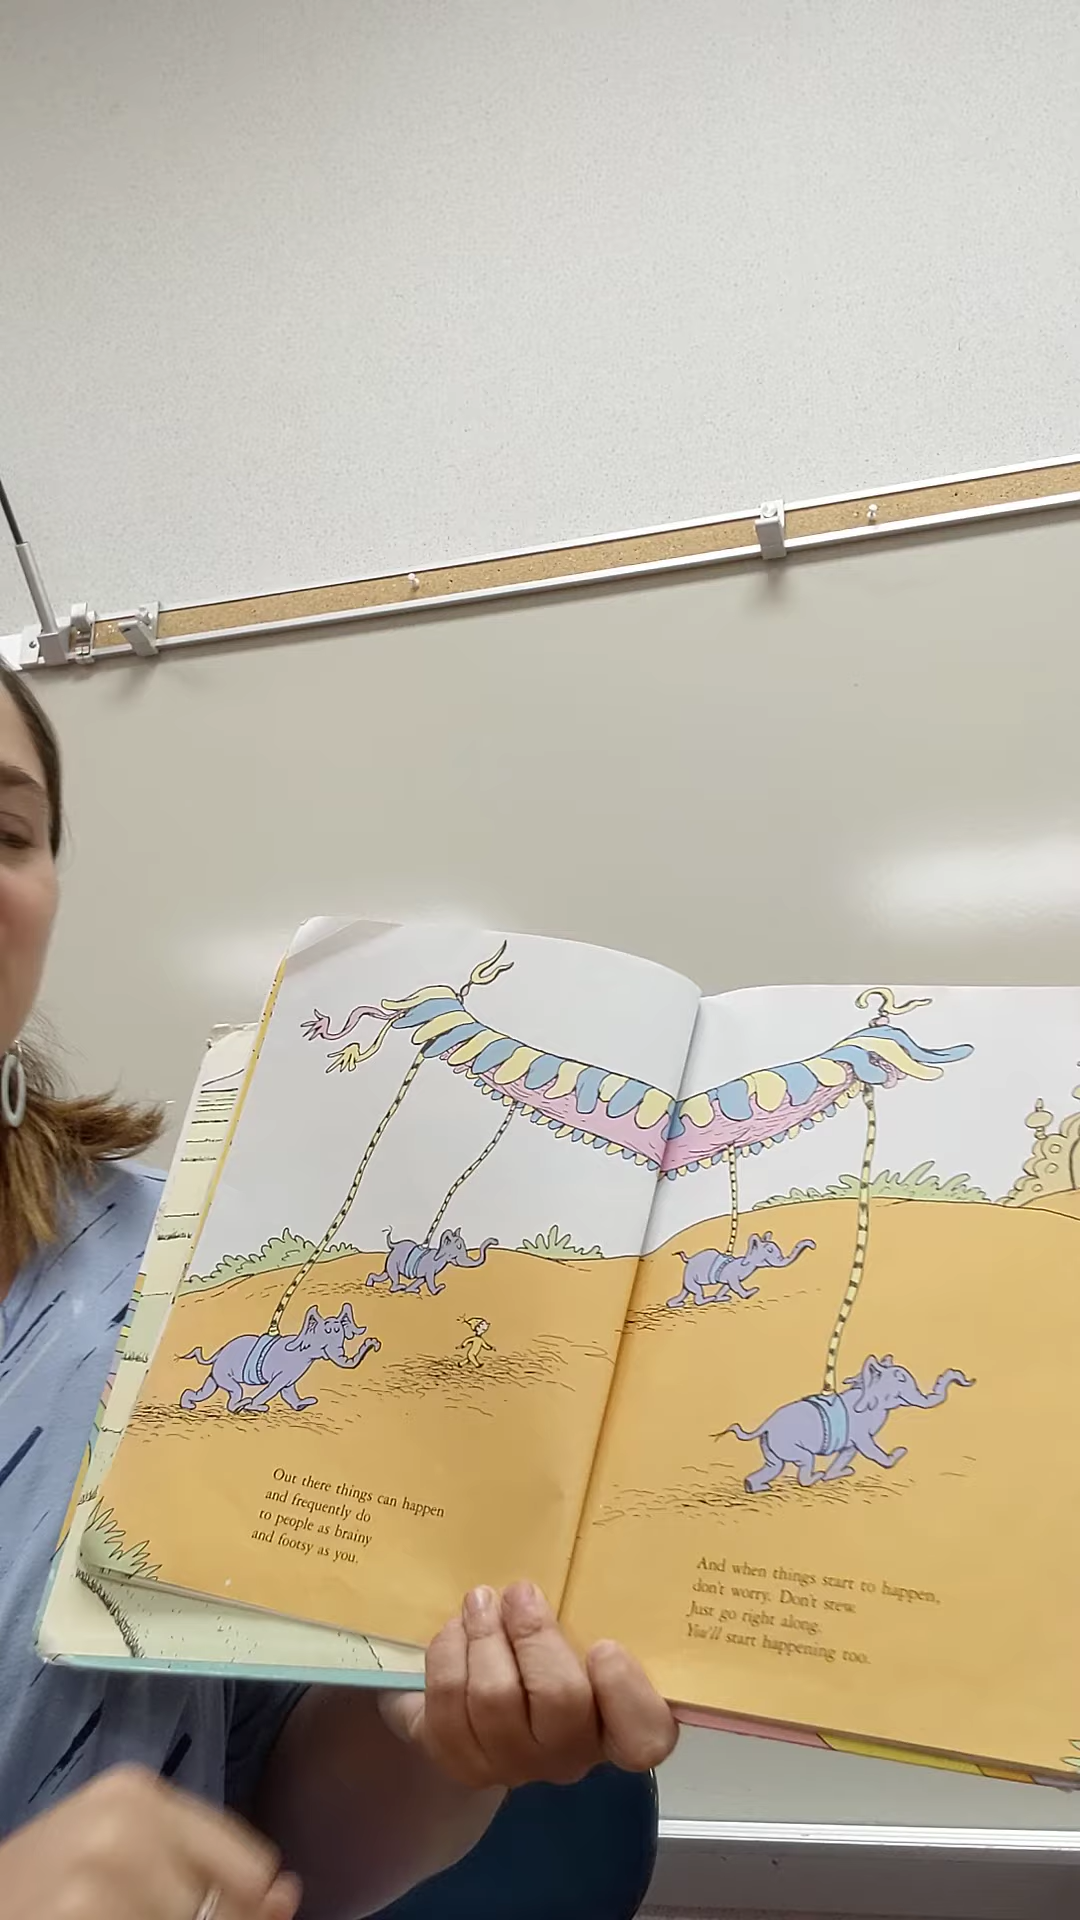 Out there things can happen
and frequently do
to people as brainy
and footsy as you.
And when things start to happen,
don't worry. Don't stew.
Just go right along.
You'll start happening too.